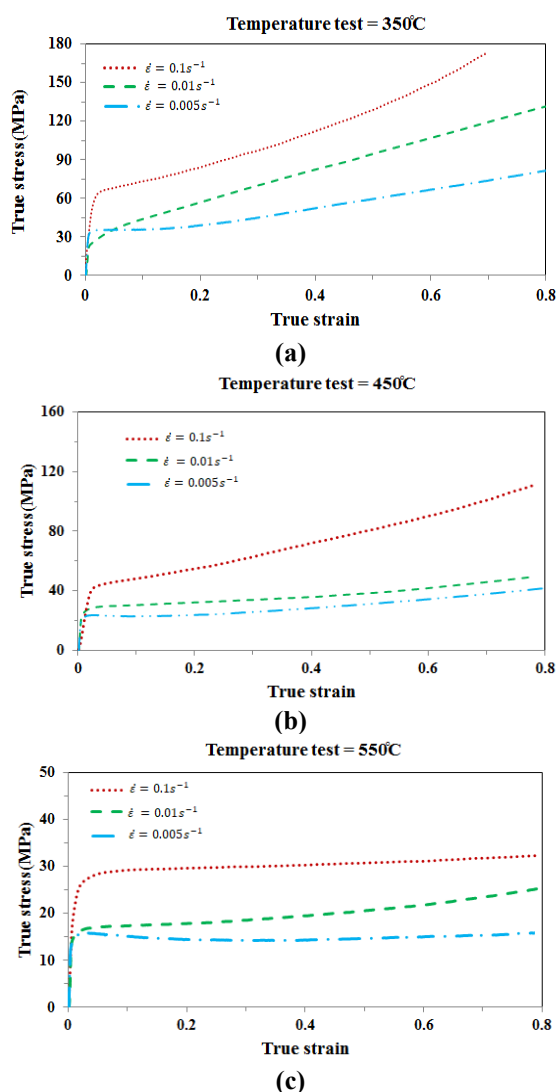 Temperature test = 350℃
180
150
120
90
60
30
0
True stress(MPa)
ε̇ = 0.1s⁻¹
ε̇ = 0.01s⁻¹
ε̇ = 0.005s⁻¹
0 0.2 0.4 0.6 0.8
True strain
(a)
Temperature test = 450℃
160
120
80
40
0
True stress(MPa)
ε̇ = 0.1s⁻¹
ε̇ = 0.01s⁻¹
ε̇ = 0.005s⁻¹
0 0.2 0.4 0.6 0.8
True strain
(b)
Temperature test = 550℃
50
40
30
20
10
0
True stress(MPa)
ε̇ = 0.1s⁻¹
ε̇ = 0.01s⁻¹
ε̇ = 0.005s⁻¹
0 0.2 0.4 0.6 0.8
True strain
(c)